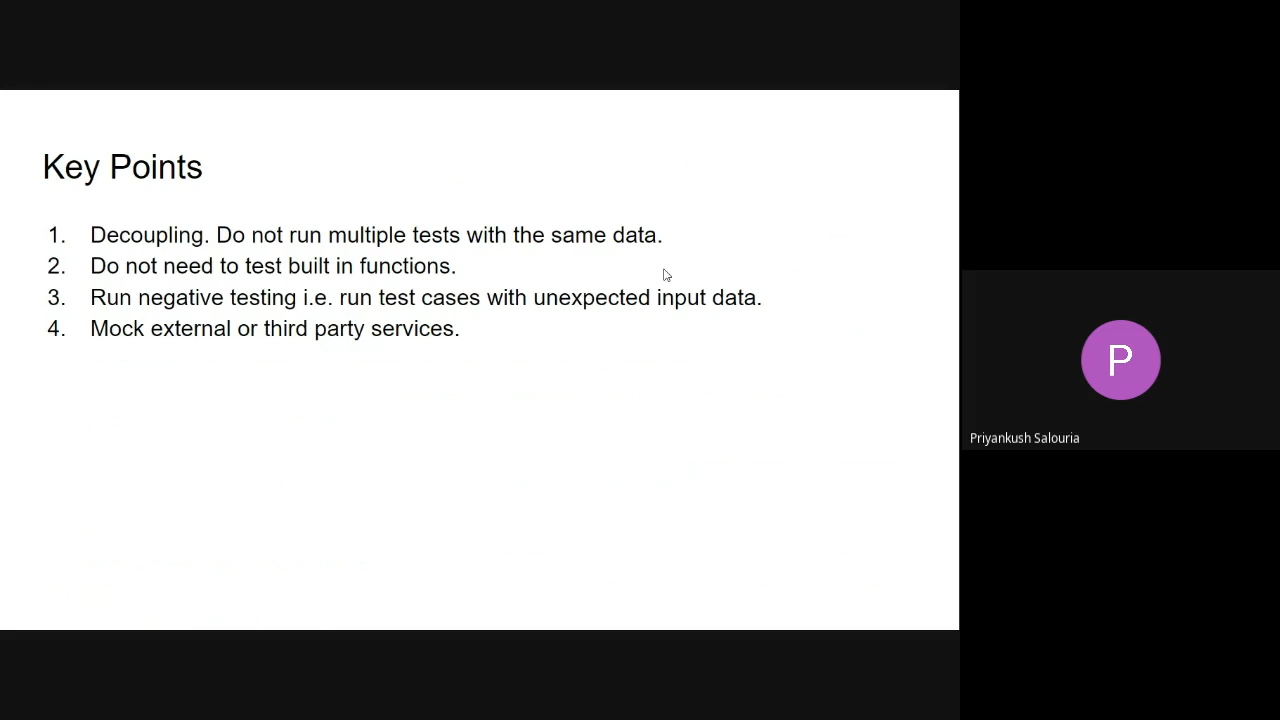 Key Points
1. Decoupling. Do not run multiple tests with the same data.
2. Do not need to test built in functions.
3. Run negative testing i.e. run test cases with unexpected input data.
4. Mock external or third party services.
P
Priyankush Salouria